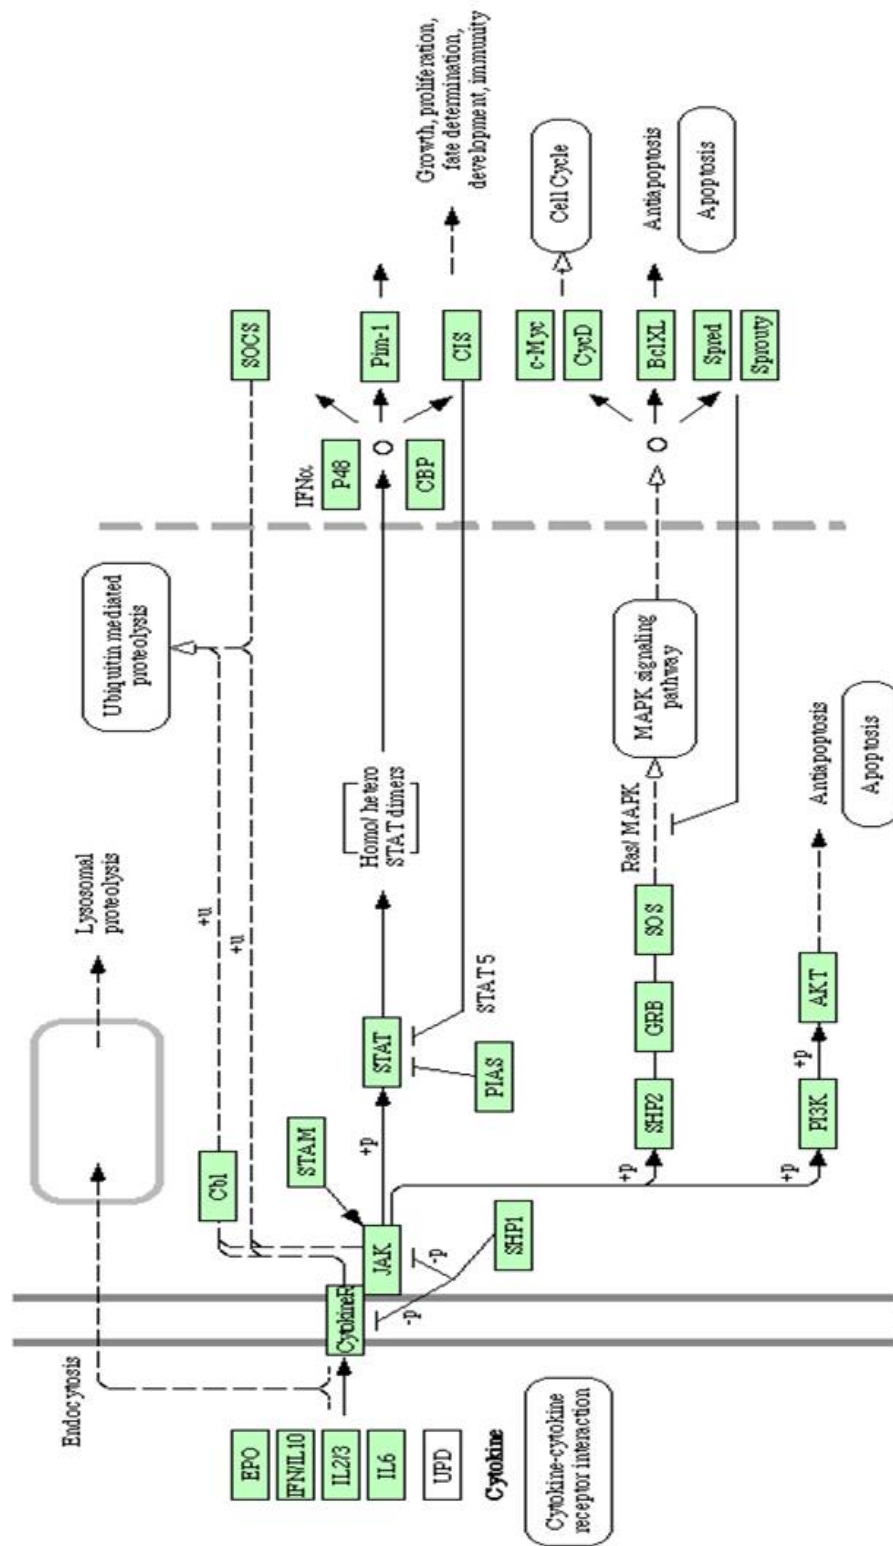 Endocytosis
Lysosomal
proteolysis
Ubiquitin mediated
proteolysis
EPO
IFN/IL10
IL2/3
IL6
UPD
Cytokine
Cytokine-cytokine
receptor interaction
CytokineR
JAK
Cbl
STAM
SHP1
-p
-p
+u
+u
+p
STAT
PIAS
STAT5
Homo/hetero
STAT dimers
SOCS
IFNα
P48
CBP
Pim-1
CIS
Growth, proliferation,
fate determination,
development, immunity
+p
SHP2
GRB
SOS
Ras/MAPK
MAPK signaling
pathway
c-Myc
CycD
Cell Cycle
BclXL
Antiapoptosis
Apoptosis
Spred
Sprouty
+p
PI3K
+p
AKT
Antiapoptosis
Apoptosis